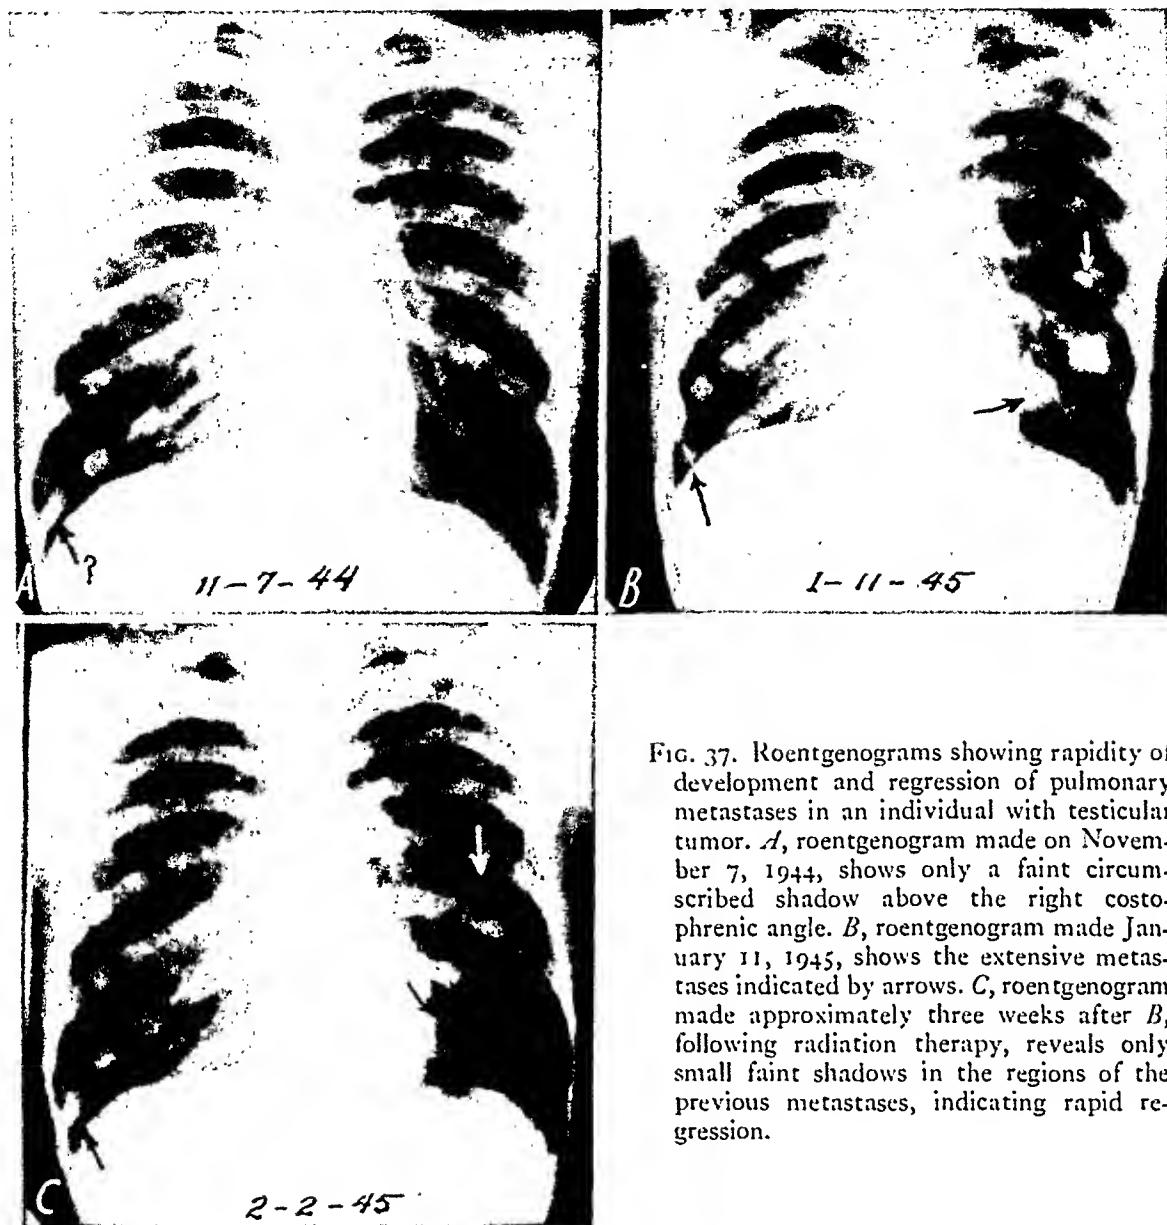 A
?
11-7-44
B
1-11-45
C
2-2-45
FIG. 37. Roentgenograms showing rapidity of
development and regression of pulmonary
metastases in an individual with testicular
tumor. A, roentgenogram made on Novem-
ber 7, 1944, shows only a faint circum-
scribed shadow above the right costo-
phrenic angle. B, roentgenogram made Jan-
uary 11, 1945, shows the extensive metas-
tases indicated by arrows. C, roentgenogram
made approximately three weeks after B,
following radiation therapy, reveals only
small faint shadows in the regions of the
previous metastases, indicating rapid re-
gression.